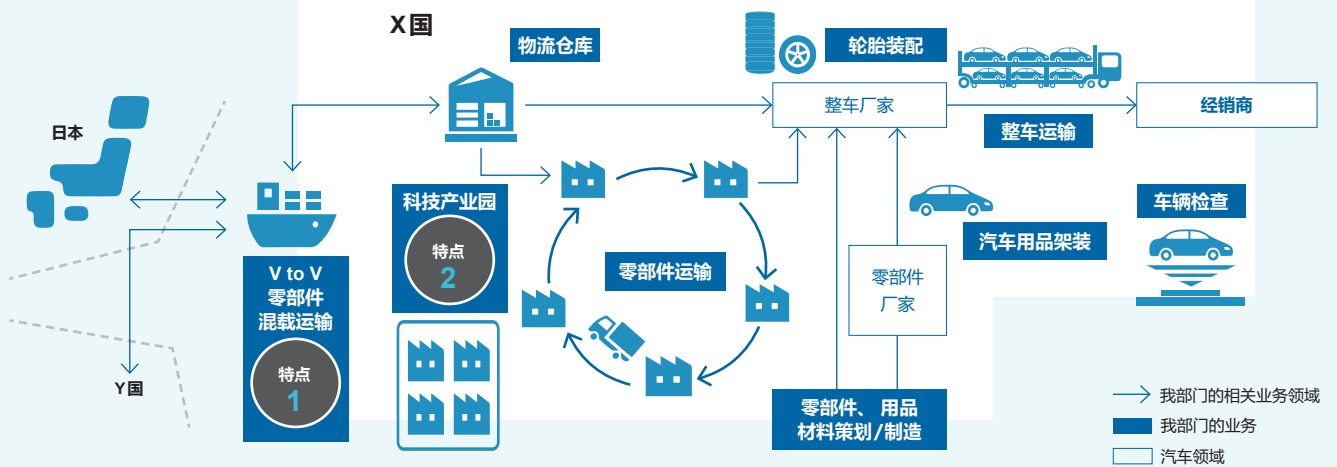 X国
物流仓库
轮胎装配
整车厂家
经销商
整车运输
日本
科技产业园
特点
2
车辆检查
汽车用品架装
零部件运输
V to V
零部件
混载运输
特点
1
零部件
厂家
Y国
零部件、 用品
材料策划/制造
我部门的相关业务领域
我部门的业务
汽车领域